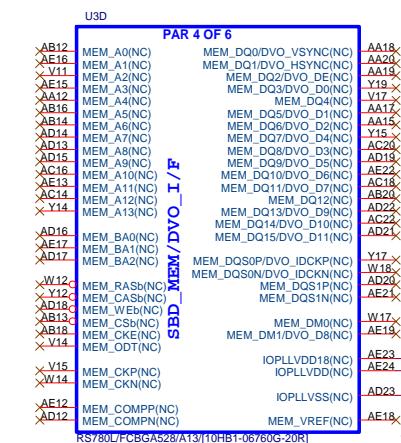 U3D
PAR 4 OF 6
AB12 MEM_A0(NC) MEM_DQ0/DVO_VSYNC(NC) AA18
AE16 MEM_A1(NC) MEM_DQ1/DVO_HSYNC(NC) AA20
V11 MEM_A2(NC) MEM_DQ2/DVO_DE(NC) AA19
AE15 MEM_A3(NC) MEM_DQ3/DVO_D0(NC) Y19
AA12 MEM_A4(NC) MEM_DQ4(NC) V17
AB16 MEM_A5(NC) MEM_DQ5/DVO_D1(NC) AA17
AB14 MEM_A6(NC) MEM_DQ6/DVO_D2(NC) AA15
AD14 MEM_A7(NC) MEM_DQ7/DVO_D4(NC) Y15
AD13 MEM_A8(NC) MEM_DQ8/DVO_D3(NC) AC20
AD15 MEM_A9(NC) MEM_DQ9/DVO_D5(NC) AD19
AC16 MEM_A10(NC) MEM_DQ10/DVO_D6(NC) AE22
AE13 MEM_A11(NC) MEM_DQ11/DVO_D7(NC) AC18
AC14 MEM_A12(NC) MEM_DQ12(NC) AB20
Y14 MEM_A13(NC) MEM_DQ13/DVO_D9(NC) AD22
MEM_DQ14/DVO_D10(NC) AC22
AD16 MEM_BA0(NC) MEM_DQ15/DVO_D11(NC) AD21
AE17 MEM_BA1(NC)
AD17 MEM_BA2(NC) MEM_DQS0P/DVO_IDCKP(NC) Y17
MEM_DQS0N/DVO_IDCKN(NC) W18
W12 MEM_RASb(NC) MEM_DQS1P(NC) AD20
Y12 MEM_CASb(NC) MEM_DQS1N(NC) AE21
AD18 MEM_WEb(NC)
AB13 MEM_CSb(NC) MEM_DM0(NC) W17
AB18 MEM_CKE(NC) MEM_DM1/DVO_D8(NC) AE19
V14 MEM_ODT(NC)
IOPLLVDD18(NC) AE23
V15 MEM_CKP(NC) IOPLLVDD(NC) AE24
W14 MEM_CKN(NC)
IOPLLVSS(NC) AD23
AE12 MEM_COMPP(NC)
AD12 MEM_COMPN(NC) MEM_VREF(NC) AE18
SBD_MEM/DVO_I/F
RS780L/FCBGA528/A13/[10HB1-06760G-20R]